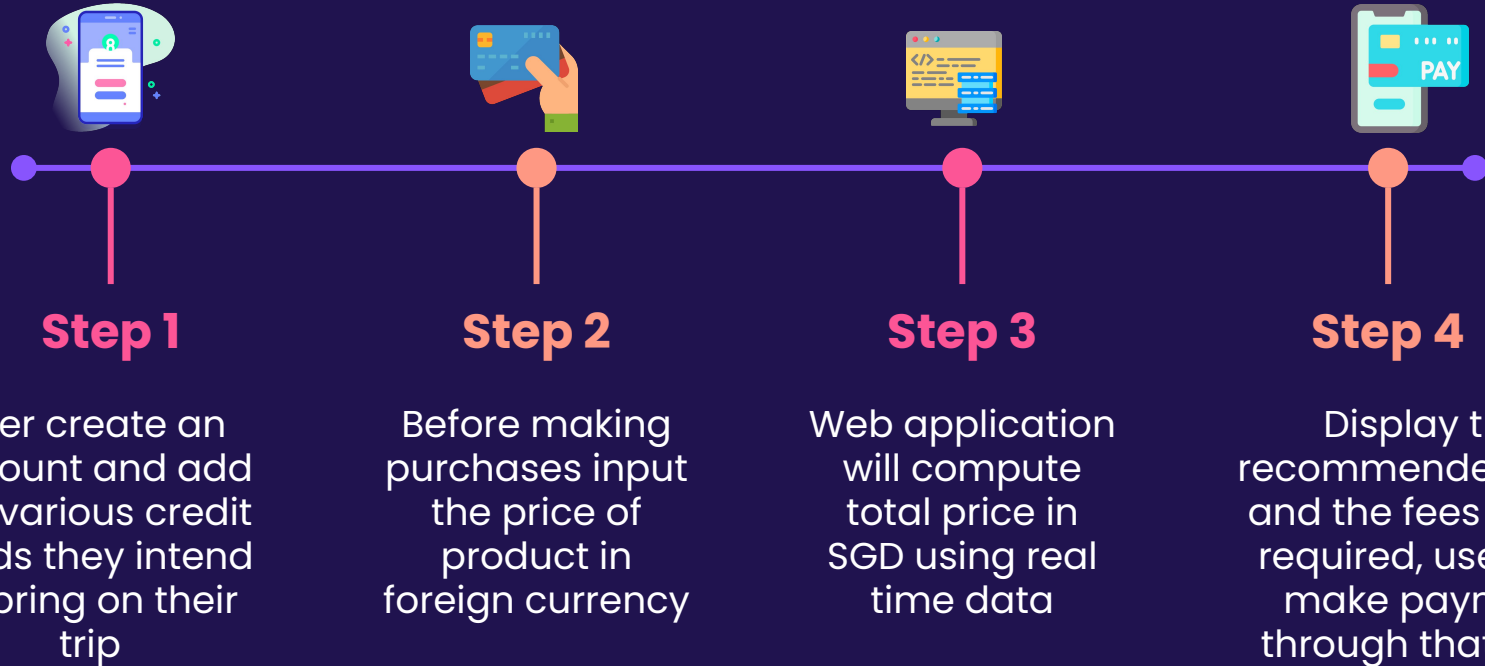 PAY
Step 1
er create an
ount and add
various credit
ds they intend
bring on their
trip
Step 2
Before making
purchases input
the price of
product in
foreign currency
Step 3
Web application
will compute
total price in
SGD using real
time data
Step 4
Display t
recommende
and the fees
required, use
make payn
through that